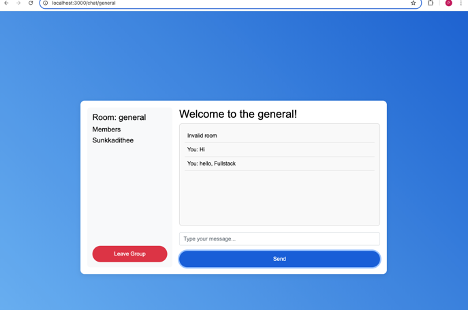 localhost:3000/chat/general
Room: general
Members
Sunkkadithee
Leave Group
Welcome to the general!
Invalid room
You: Hi
You: hello, Fullstack
Type your message...
Send